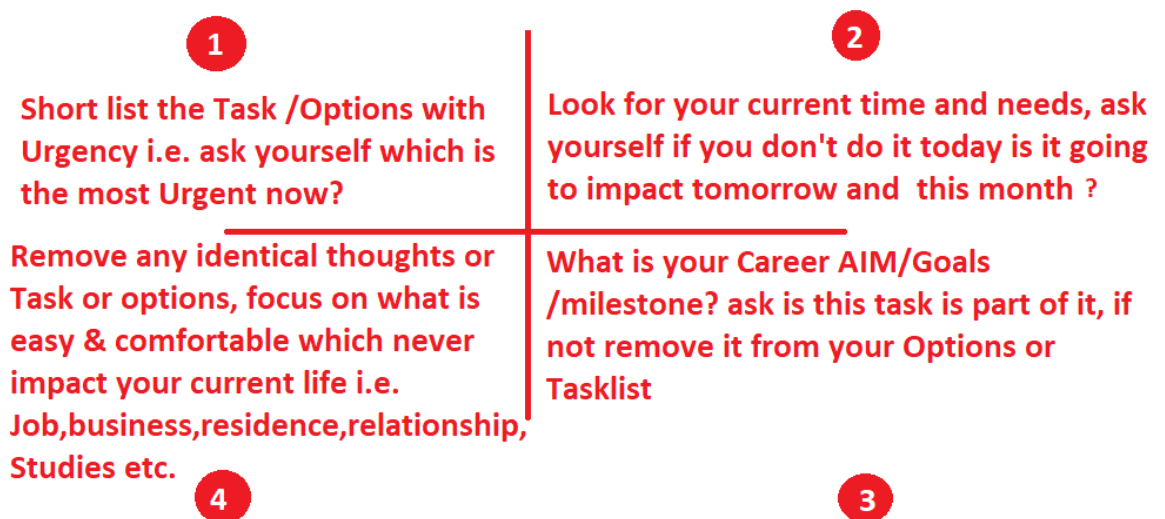 1
Short list the Task /Options with
Urgency i.e. ask yourself which is
the most Urgent now?
2
Look for your current time and needs, ask
yourself if you don't do it today is it going
to impact tomorrow and  this month ?
What is your Career AIM/Goals
/milestone? ask is this task is part of it, if
not remove it from your Options or
Tasklist
3
Remove any identical thoughts or
Task or options, focus on what is
easy & comfortable which never
impact your current life i.e.
Job,business,residence,relationship,
Studies etc.
4